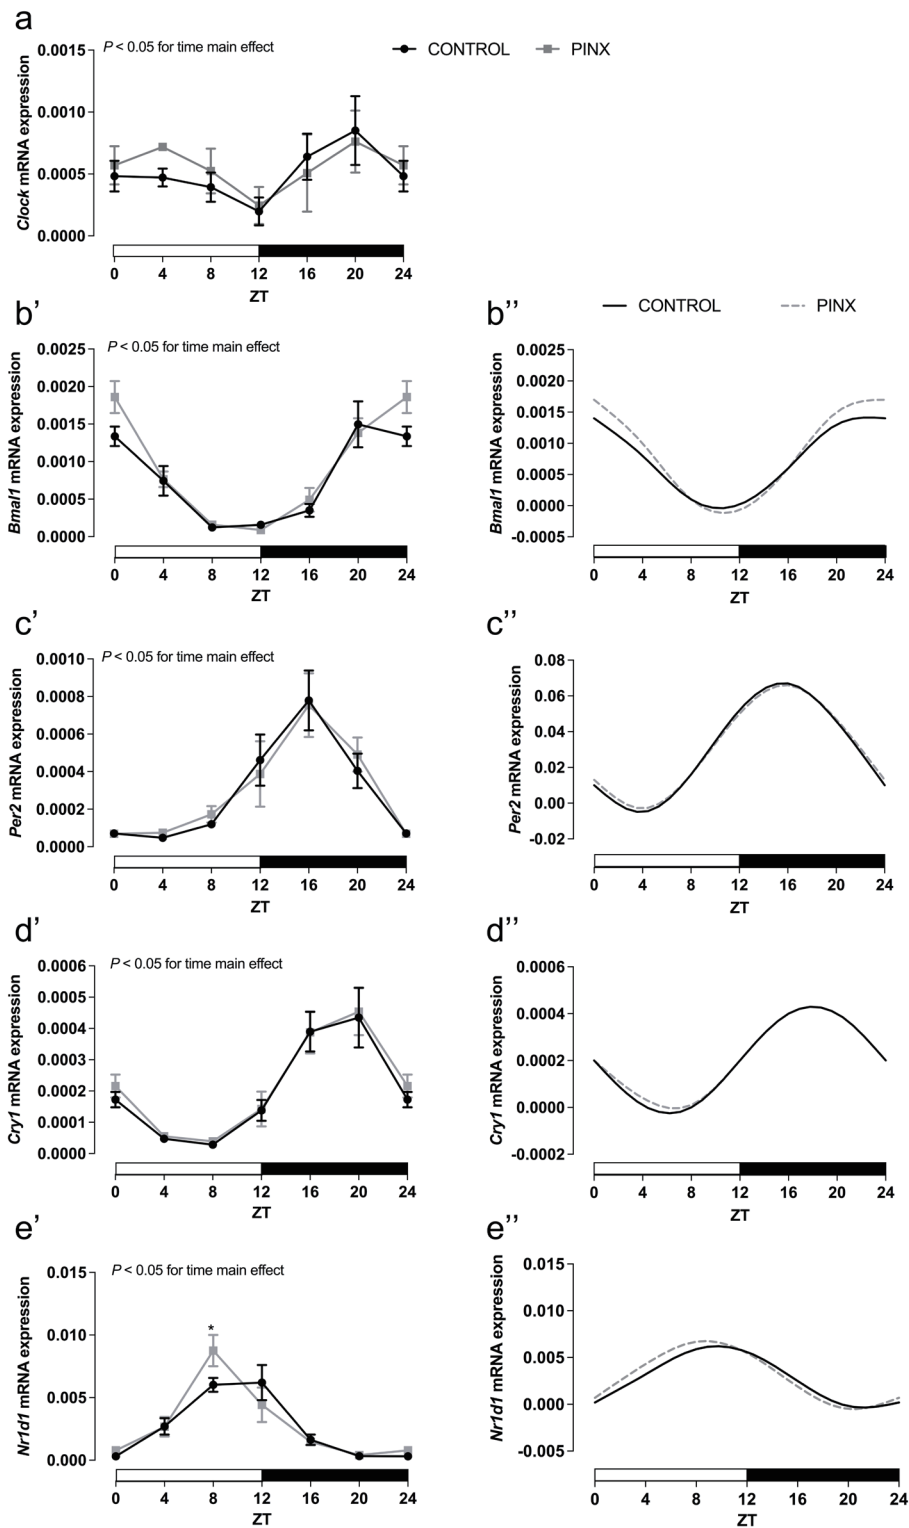 a
P < 0.05 for time main effect
CONTROL PINX
Clock mRNA expression
0.0015
0.0010
0.0005
0.0000
0 4 8 12 16 20 24
ZT
b’
P < 0.05 for time main effect
Bmal1 mRNA expression
0.0025
0.0020
0.0015
0.0010
0.0005
0.0000
0 4 8 12 16 20 24
ZT
b’’
CONTROL PINX
Bmal1 mRNA expression
0.0025
0.0020
0.0015
0.0010
0.0005
0.0000
-0.0005
0 4 8 12 16 20 24
ZT
c’
P < 0.05 for time main effect
Per2 mRNA expression
0.0010
0.0008
0.0006
0.0004
0.0002
0.0000
0 4 8 12 16 20 24
ZT
c’’
Per2 mRNA expression
0.08
0.06
0.04
0.02
0.00
-0.02
0 4 8 12 16 20 24
ZT
d’
P < 0.05 for time main effect
Cry1 mRNA expression
0.0006
0.0005
0.0004
0.0003
0.0002
0.0001
0.0000
0 4 8 12 16 20 24
ZT
d’’
Cry1 mRNA expression
0.0006
0.0004
0.0002
0.0000
-0.0002
0 4 8 12 16 20 24
ZT
e’
P < 0.05 for time main effect
Nr1d1 mRNA expression
0.015
0.010
0.005
0.000
*
0 4 8 12 16 20 24
ZT
e’’
Nr1d1 mRNA expression
0.015
0.010
0.005
0.000
-0.005
0 4 8 12 16 20 24
ZT